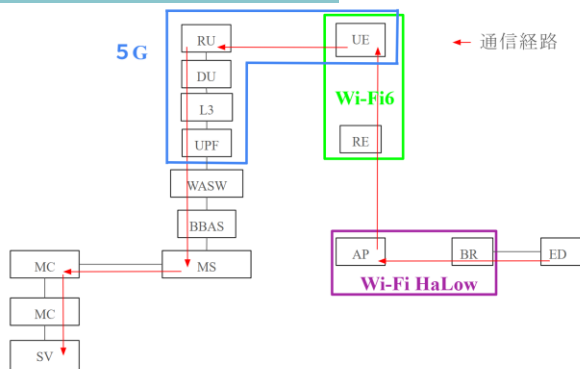 5G
RU
UE
通信経路
DU
Wi-Fi6
L3
UPF
RE
WASW
BBAS
MC
MS
AP
BR
ED
Wi-Fi HaLow
MC
SV